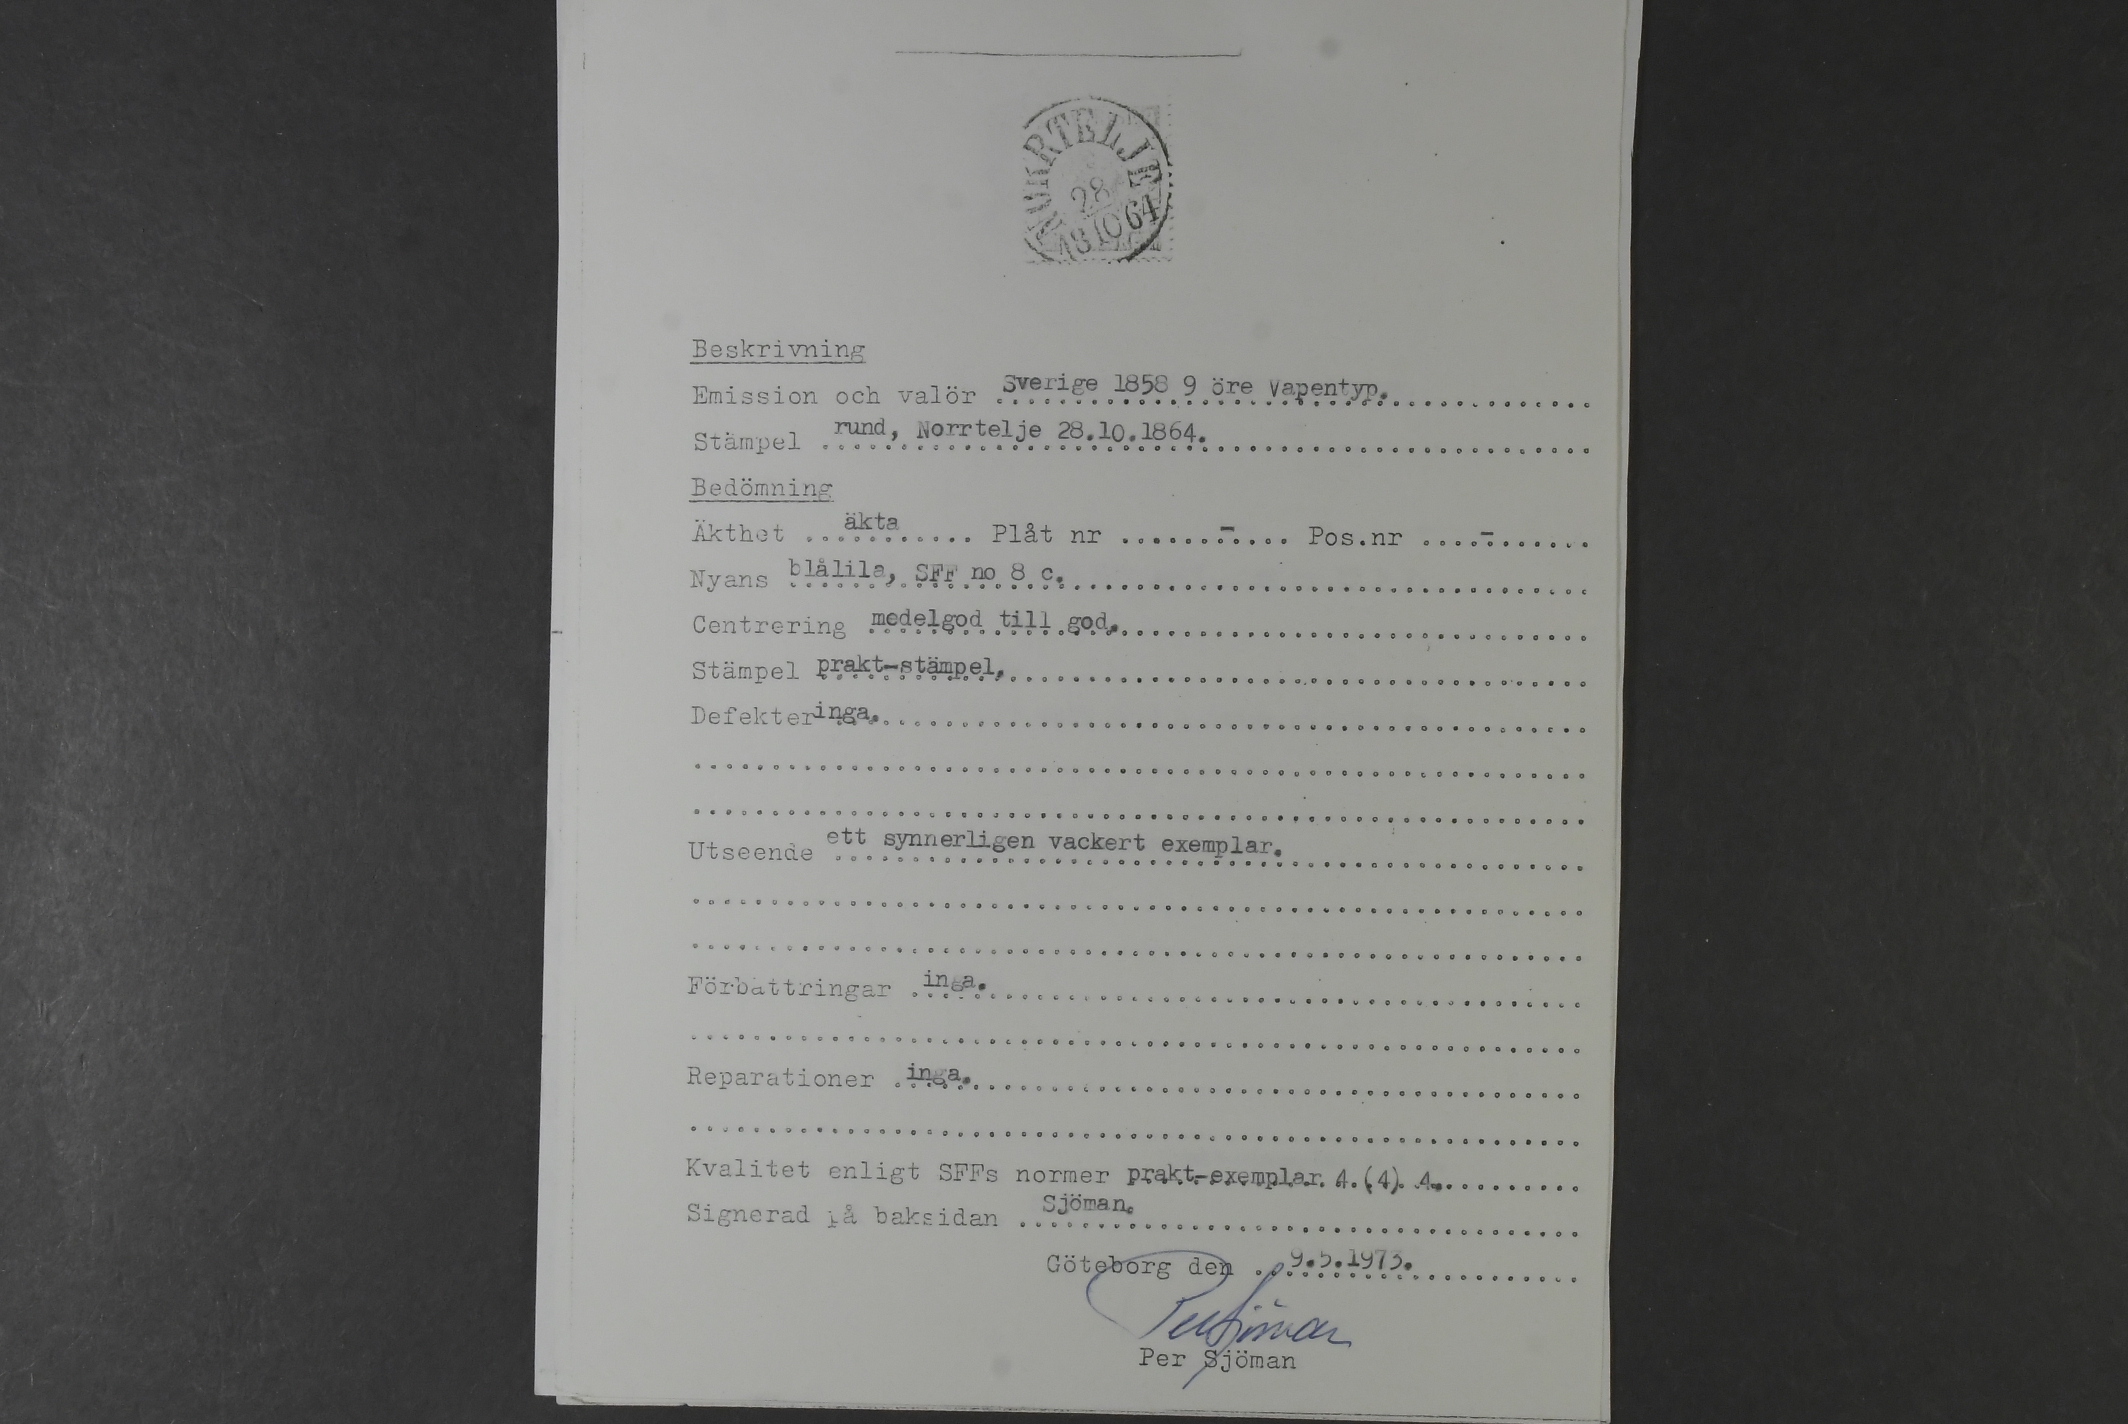 NORRTELJE
28
10
1864
Beskrivning
Emission och valör Sverige 1858 9 öre Vapentyp.
Stämpel rund, Norrtelje 28.10.1864.
Bedömning
Äkthet äkta Plåt nr - Pos.nr -
Nyans blålila, SFF no 8 c.
Centrering medelgod till god.
Stämpel prakt-stämpel.
Defekter inga.
Utseende ett synnerligen vackert exemplar.
Förbättringar inga.
Reparationer inga.
Kvalitet enligt SFFs normer prakt-exemplar 4.(4). 4.
Signerad på baksidan Sjöman.
Göteborg den 9.5.1973.
Per Sjöman
Per Sjöman